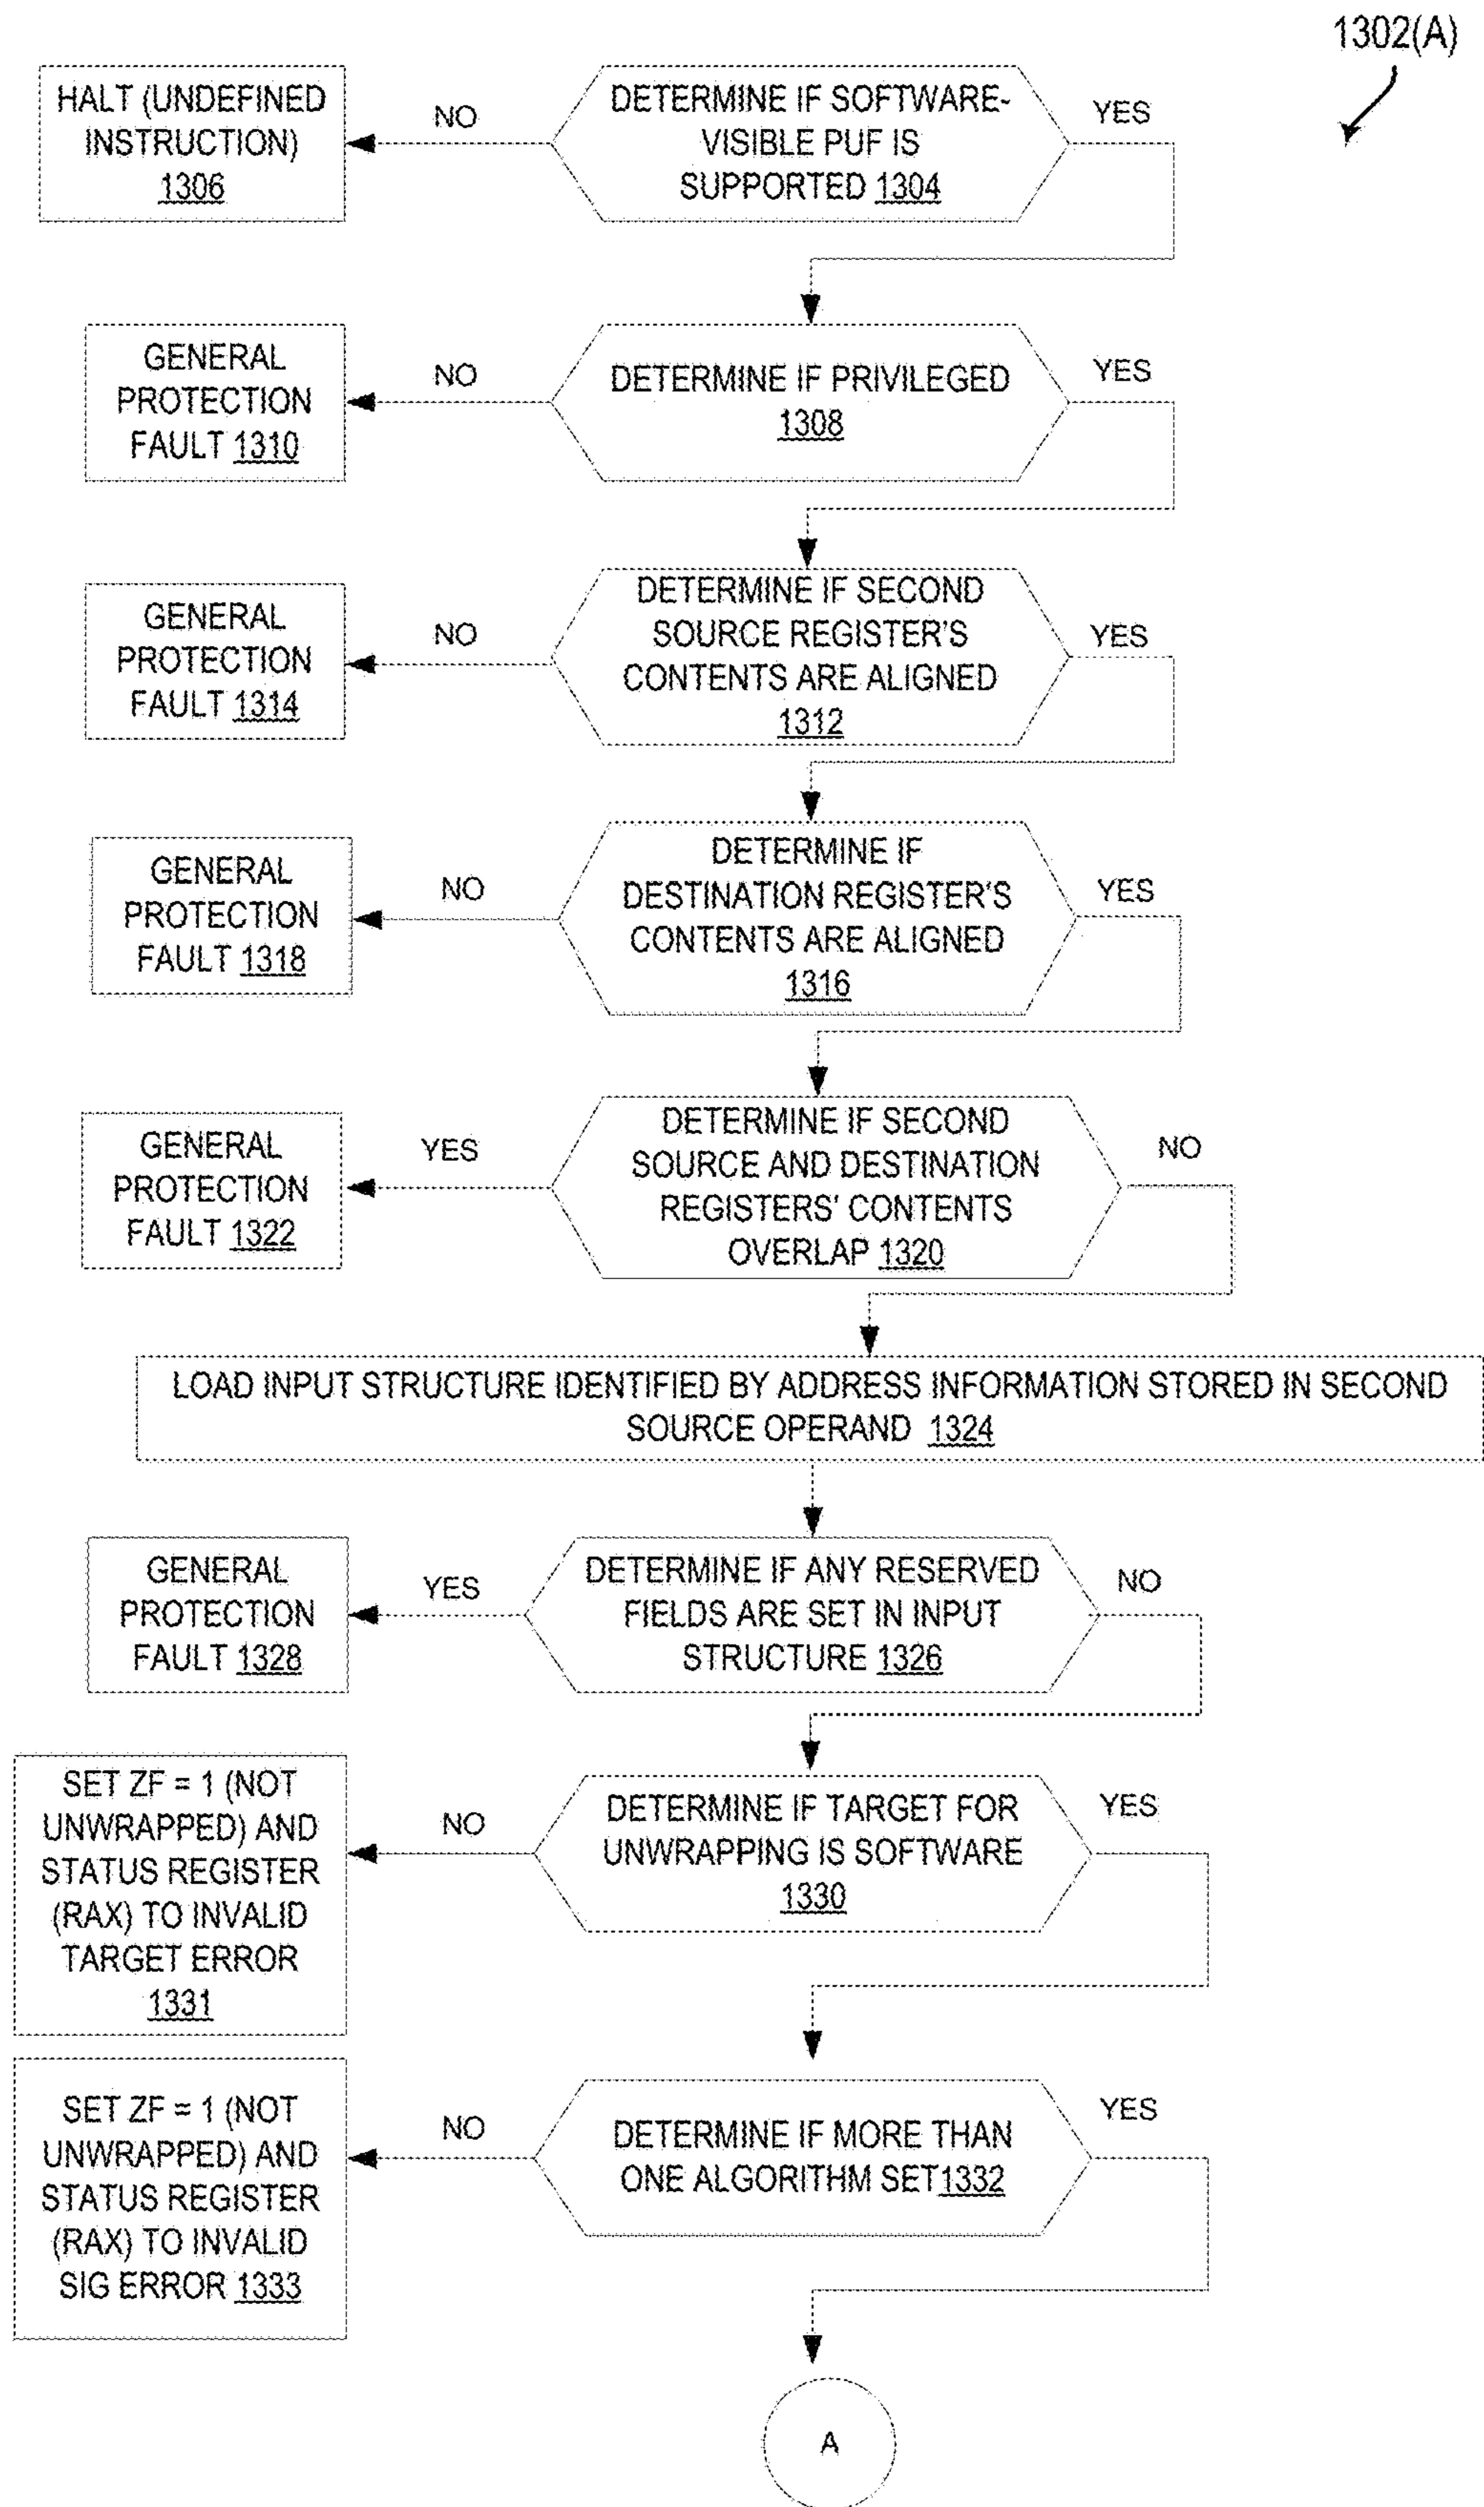 1302(A)
HALT (UNDEFINED
INSTRUCTION)
1306
NO
DETERMINE IF SOFTWARE-
VISIBLE PUF IS
SUPPORTED 1304
YES
GENERAL
PROTECTION
FAULT 1310
NO
DETERMINE IF PRIVILEGED
1308
YES
GENERAL
PROTECTION
FAULT 1314
NO
DETERMINE IF SECOND
SOURCE REGISTER'S
CONTENTS ARE ALIGNED
1312
YES
GENERAL
PROTECTION
FAULT 1318
NO
DETERMINE IF
DESTINATION REGISTER'S
CONTENTS ARE ALIGNED
1316
YES
GENERAL
PROTECTION
FAULT 1322
YES
DETERMINE IF SECOND
SOURCE AND DESTINATION
REGISTERS' CONTENTS
OVERLAP 1320
NO
LOAD INPUT STRUCTURE IDENTIFIED BY ADDRESS INFORMATION STORED IN SECOND
SOURCE OPERAND 1324
GENERAL
PROTECTION
FAULT 1328
YES
DETERMINE IF ANY RESERVED
FIELDS ARE SET IN INPUT
STRUCTURE 1326
NO
SET ZF = 1 (NOT
UNWRAPPED) AND
STATUS REGISTER
(RAX) TO INVALID
TARGET ERROR
1331
NO
DETERMINE IF TARGET FOR
UNWRAPPING IS SOFTWARE
1330
YES
SET ZF = 1 (NOT
UNWRAPPED) AND
STATUS REGISTER
(RAX) TO INVALID
SIG ERROR 1333
NO
DETERMINE IF MORE THAN
ONE ALGORITHM SET1332
YES
A